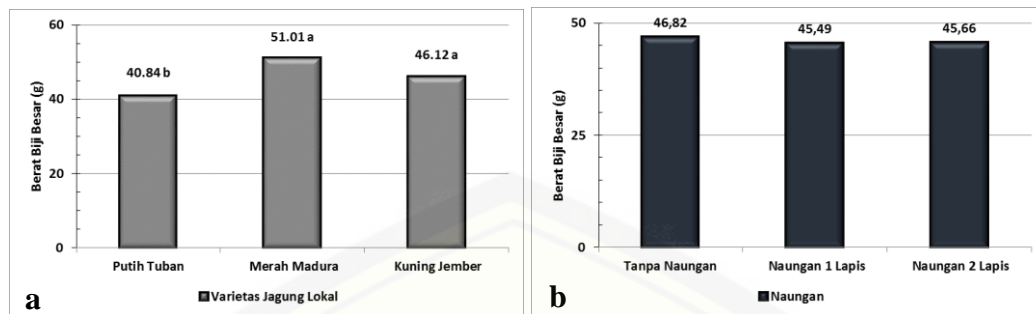 60
40
20
0
Berat Biji Besar (g)
40.84 b
51.01 a
46.12 a
Putih Tuban
Merah Madura
Kuning Jember
Varietas Jagung Lokal
a
50
25
0
Berat Biji Besar (g)
46,82
45,49
45,66
Tanpa Naungan
Naungan 1 Lapis
Naungan 2 Lapis
Naungan
b